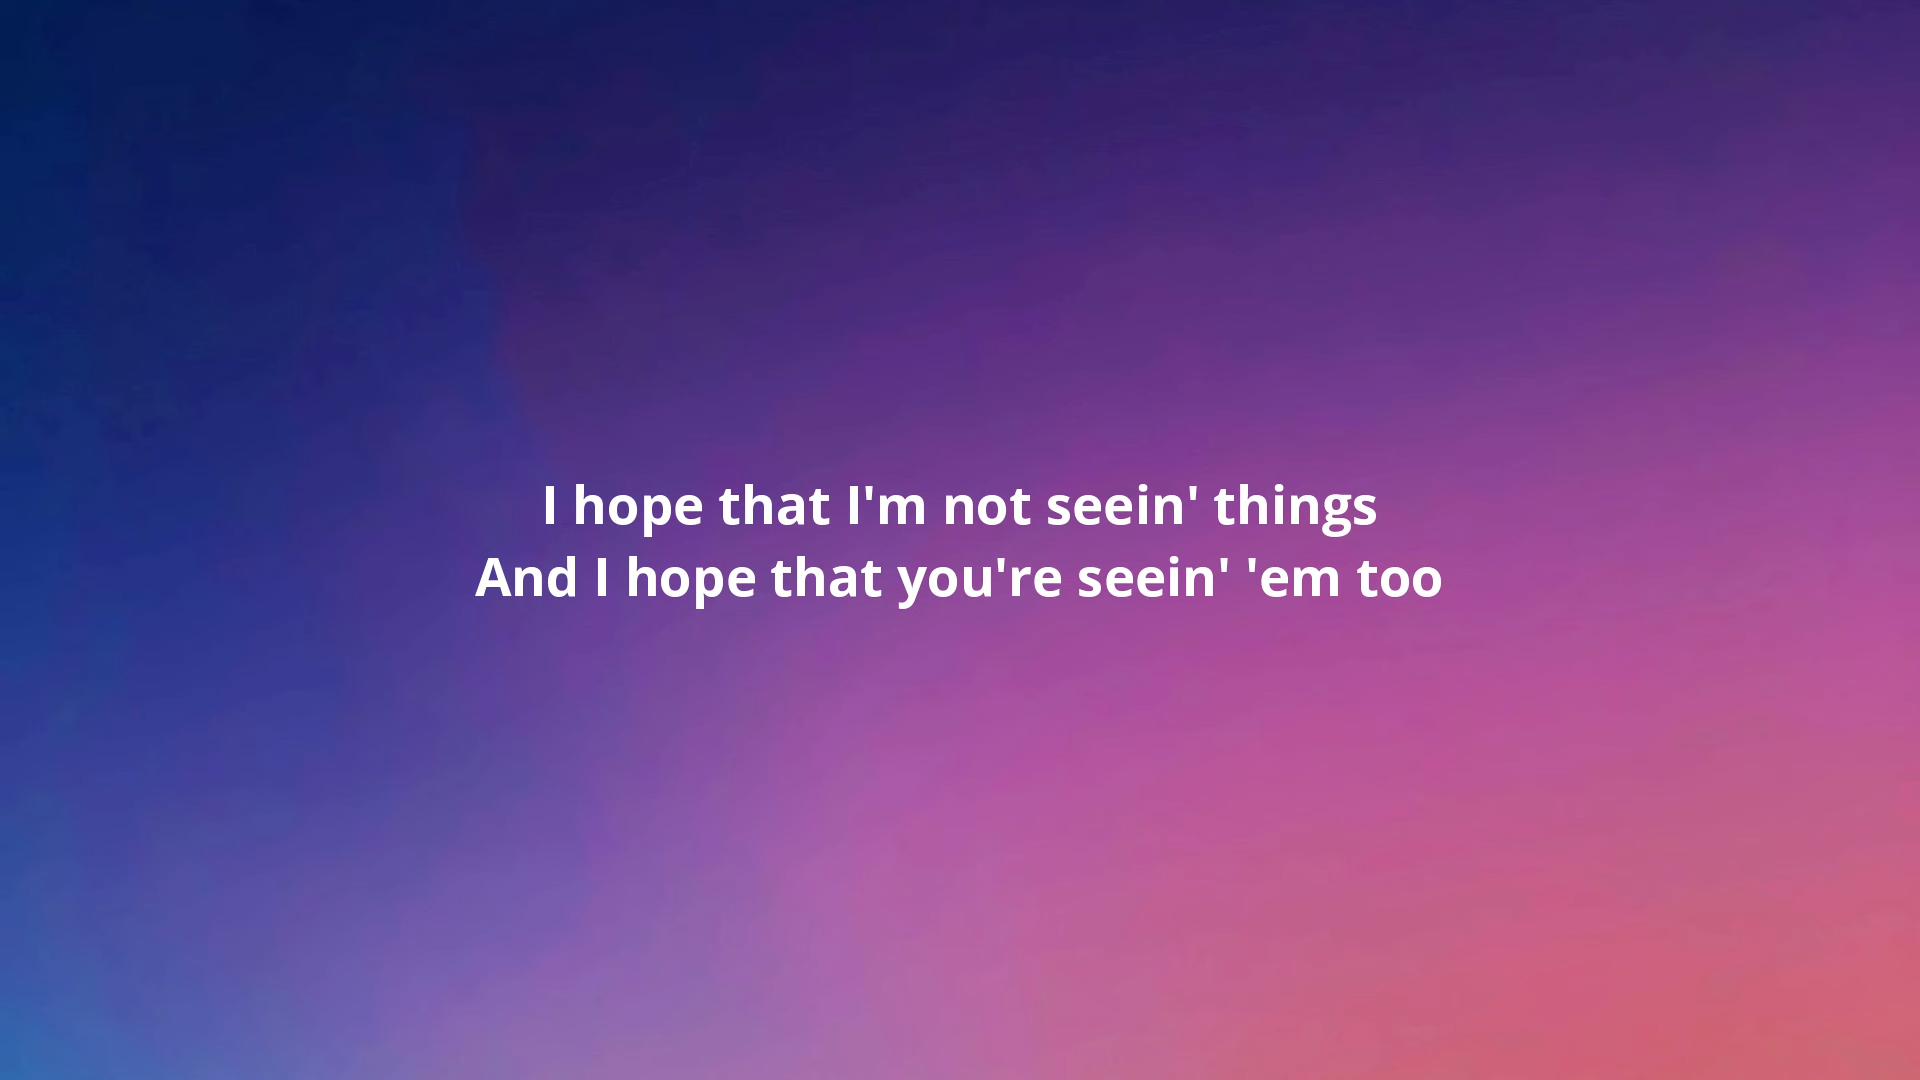 I hope that I'm not seein' things
And I hope that you're seein' 'em too